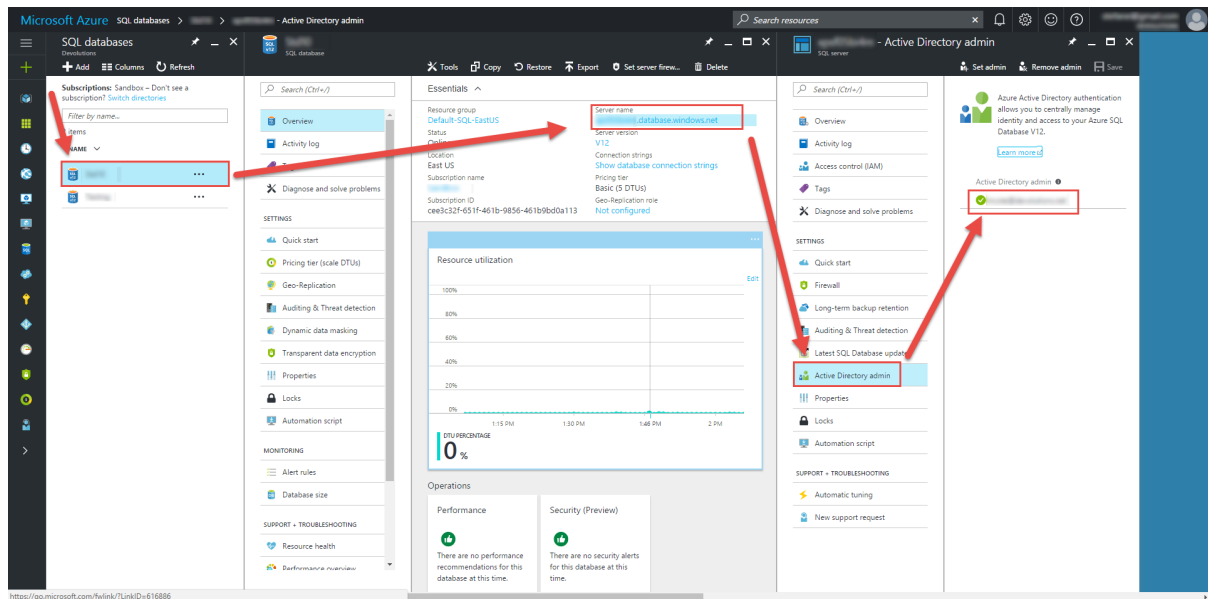 Microsoft Azure SQL databases > > - Active Directory admin
Search resources
SQL databases
Devolutions
Add Columns Refresh
Subscriptions: Sandbox – Don't see a
subscription? Switch directories
Filter by name...
items
NAME
SQL database
Tools Copy Restore Export Set server firew... Delete
Search (Ctrl+/)
Overview
Activity log
Diagnose and solve problems
SETTINGS
Quick start
Pricing tier (scale DTUs)
Geo-Replication
Auditing & Threat detection
Dynamic data masking
Transparent data encryption
Properties
Locks
Automation script
MONITORING
Alert rules
Database size
SUPPORT + TROUBLESHOOTING
Resource health
Performance overview
Essentials
Resource group
Default-SQL-EastUS
Status
Online
Location
East US
Subscription name
Subscription ID
cee3c32f-651f-461b-9856-461b9bd0a113
Server name
.database.windows.net
Server version
V12
Connection strings
Show database connection strings
Pricing tier
Basic (5 DTUs)
Geo-Replication role
Not configured
Resource utilization
Edit
100%
80%
60%
40%
20%
0%
1:15 PM 1:30 PM 1:46 PM 2 PM
DTU PERCENTAGE
0 %
Operations
Performance
There are no performance
recommendations for this
database at this time.
Security (Preview)
There are no security alerts
for this database at this
time.
- Active Directory admin
SQL server
Set admin Remove admin Save
Search (Ctrl+/)
Overview
Activity log
Access control (IAM)
Tags
Diagnose and solve problems
SETTINGS
Quick start
Firewall
Long-term backup retention
Auditing & Threat detection
Latest SQL Database update
Active Directory admin
Properties
Locks
Automation script
SUPPORT + TROUBLESHOOTING
Automatic tuning
New support request
Azure Active Directory authentication
allows you to centrally manage
identity and access to your Azure SQL
Database V12.
Learn more
Active Directory admin
https://go.microsoft.com/fwlink/?LinkID=616886